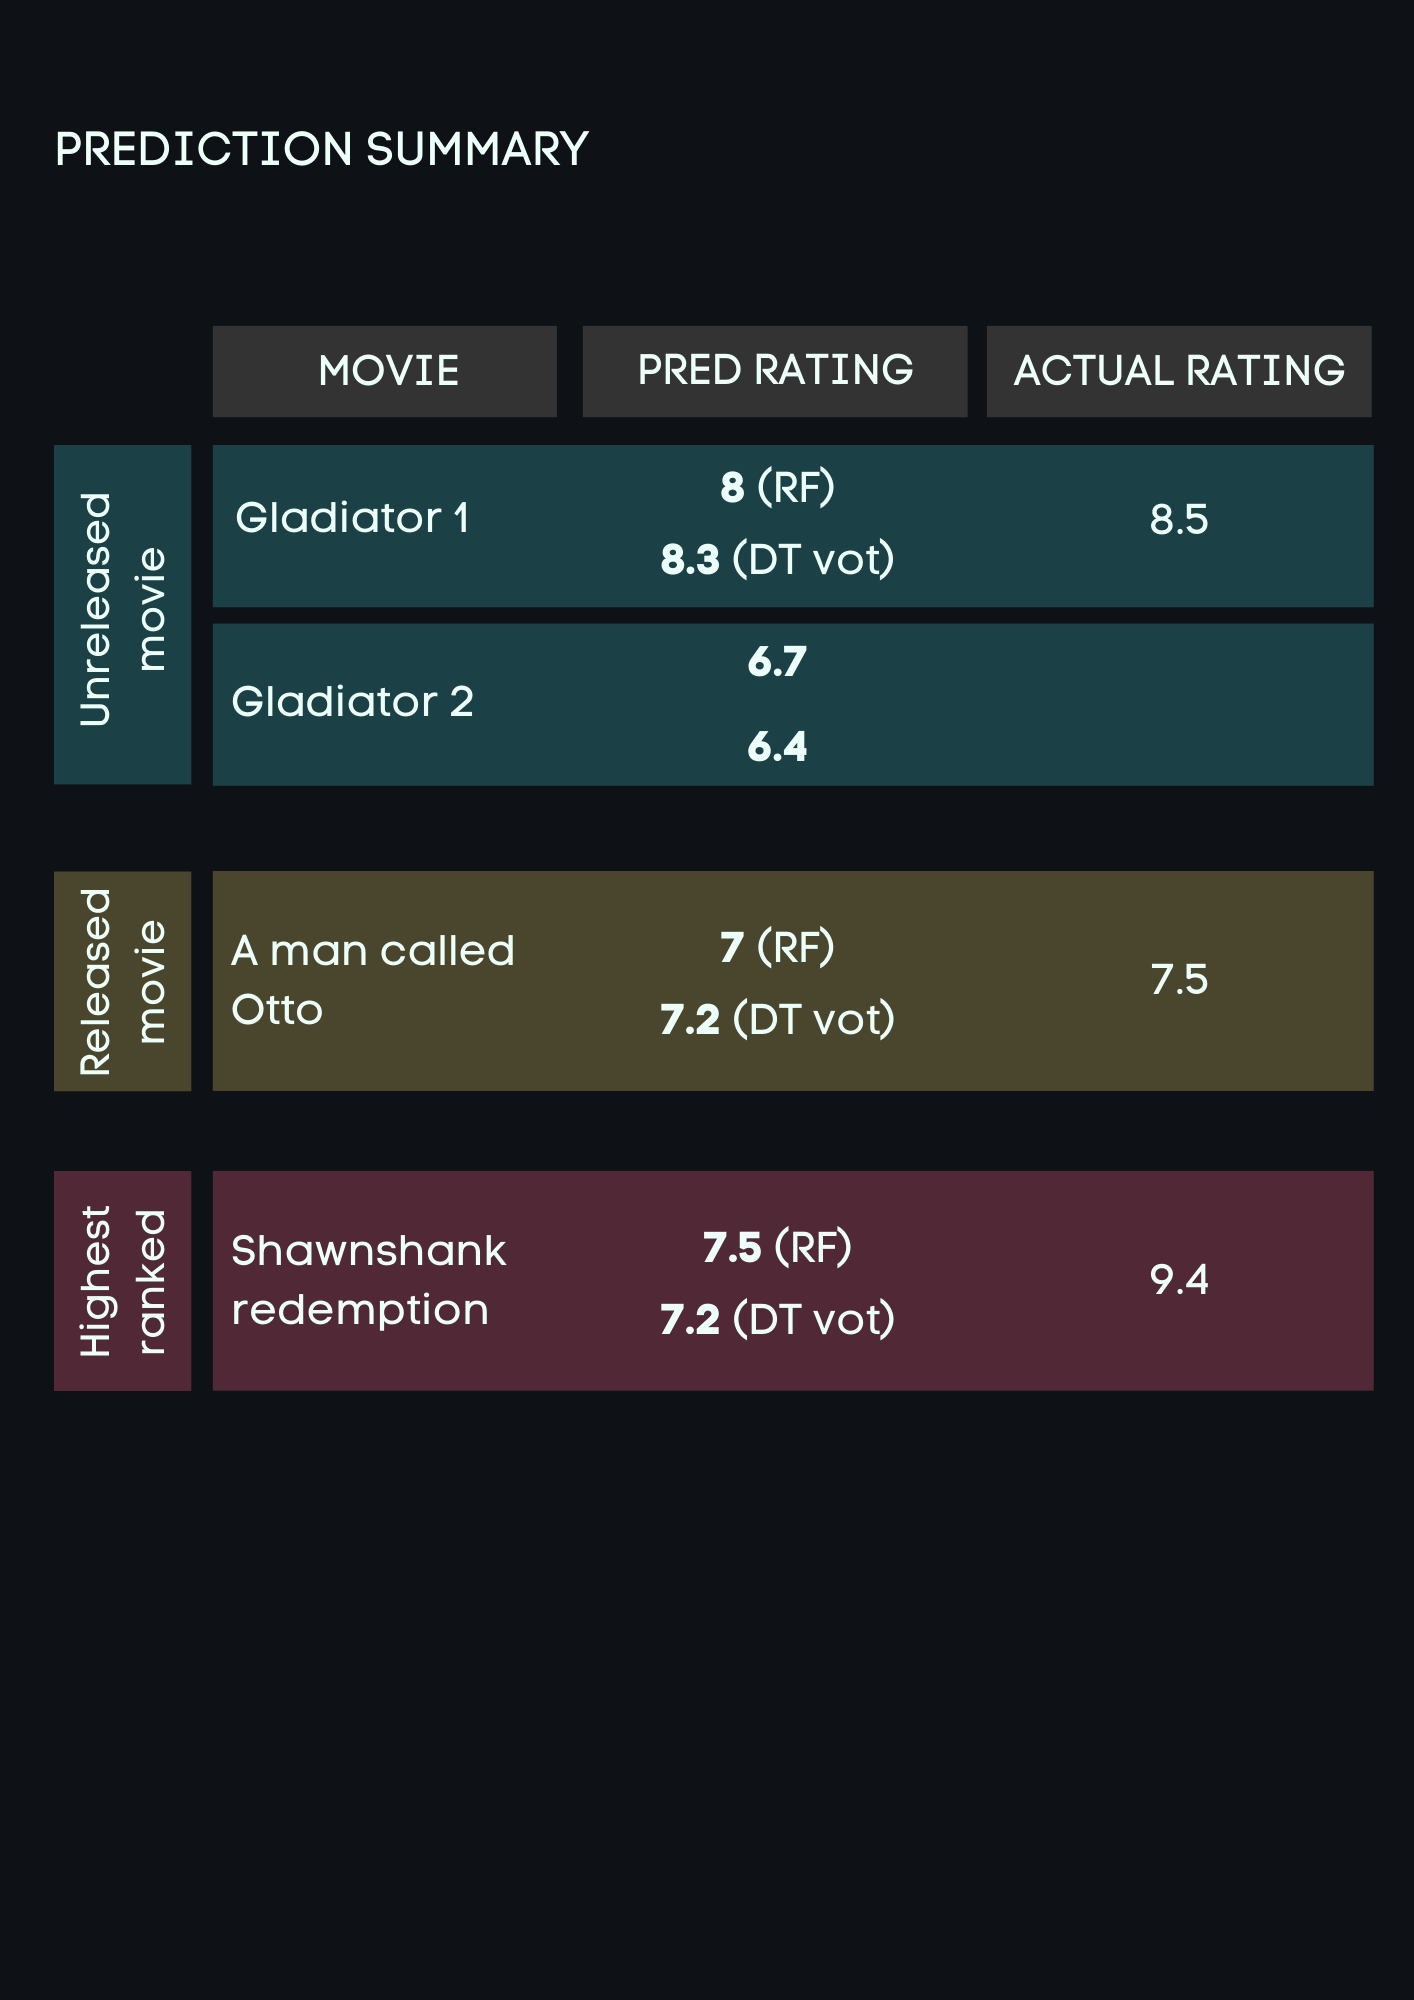 PREDICTION SUMMARY
MOVIE
PRED RATING
ACTUAL RATING
Unreleased
movie
Gladiator 1
8 (RF)
8.3 (DT vot)
8.5
Gladiator 2
6.7
6.4
Released
movie
A man called
Otto
7 (RF)
7.2 (DT vot)
7.5
Highest
ranked
Shawnshank
redemption
7.5 (RF)
7.2 (DT vot)
9.4